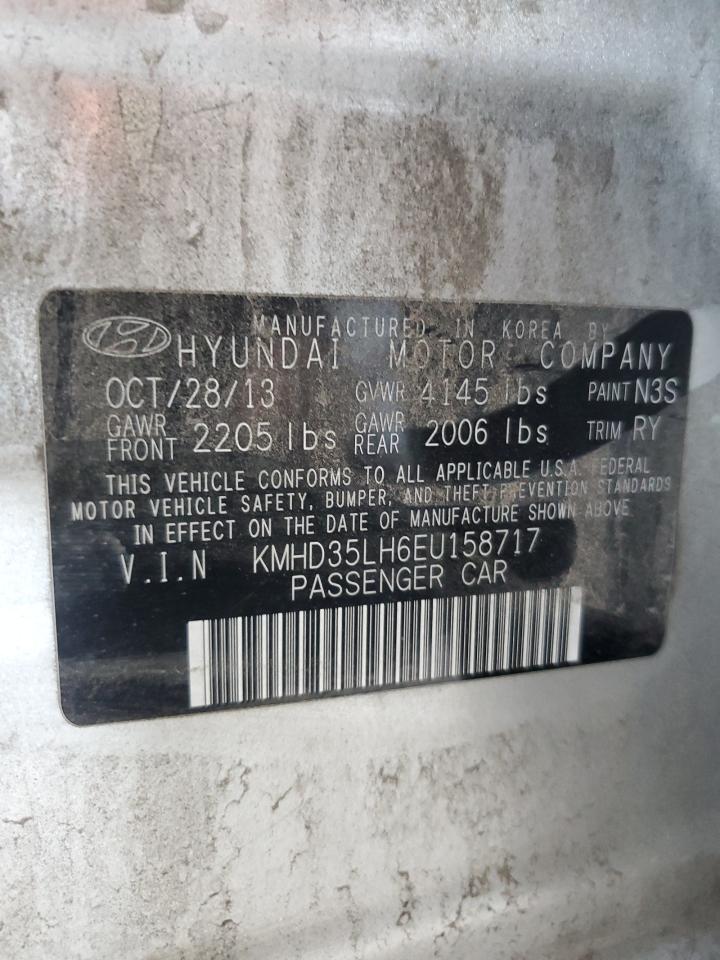 MANUFACTURED IN KOREA BY
HYUNDAI MOTOR COMPANY
OCT/28/13 GVWR 4145 lbs PAINT N3S
GAWR FRONT 2205 lbs GAWR REAR 2006 lbs TRIM RY
THIS VEHICLE CONFORMS TO ALL APPLICABLE U.S.A. FEDERAL
MOTOR VEHICLE SAFETY, BUMPER, AND THEFT PREVENTION STANDARDS
IN EFFECT ON THE DATE OF MANUFACTURE SHOWN ABOVE
V.I.N KMHD35LH6EU158717
PASSENGER CAR